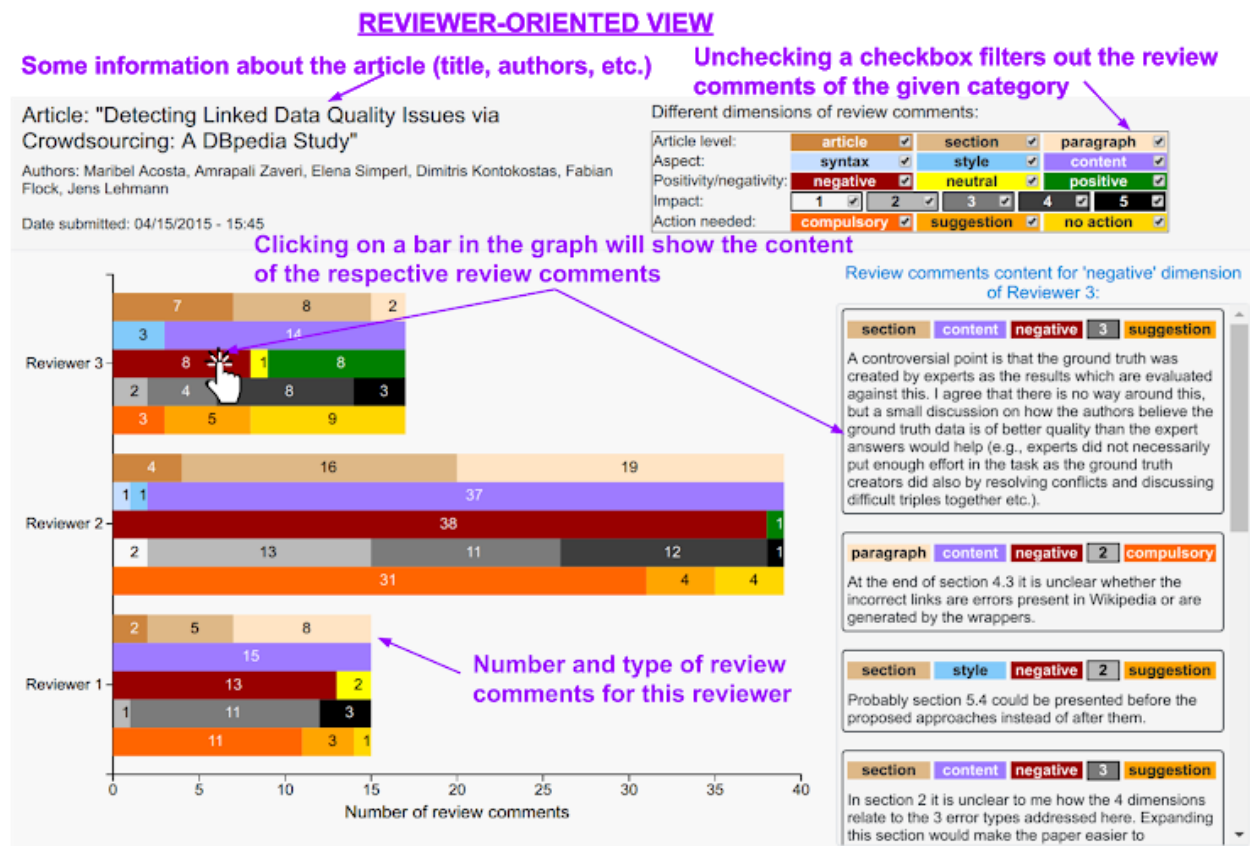 REVIEWER-ORIENTED VIEW
Some information about the article (title, authors, etc.)
Unchecking a checkbox filters out the review
comments of the given category
Article: "Detecting Linked Data Quality Issues via
Crowdsourcing: A DBpedia Study"
Authors: Maribel Acosta, Amrapali Zaveri, Elena Simperl, Dimitris Kontokostas, Fabian
Flock, Jens Lehmann
Date submitted: 04/15/2015 - 15:45
Different dimensions of review comments:
Article level: article section paragraph
Aspect: syntax style content
Positivity/negativity: negative neutral positive
Impact: 1 2 3 4 5
Action needed: compulsory suggestion no action
Clicking on a bar in the graph will show the content
of the respective review comments
7 8 2
3 14
Reviewer 3 8 1 8
2 4 8 3
3 5 9
4 16 19
1 1 37
Reviewer 2 38 1
2 13 11 12 1
31 4 4
2 5 8
15
Reviewer 1 13 2
1 11 3
11 3 1
Number and type of review
comments for this reviewer
0 5 10 15 20 25 30 35 40
Number of review comments
Review comments content for 'negative' dimension
of Reviewer 3:
section content negative 3 suggestion
A controversial point is that the ground truth was
created by experts as the results which are evaluated
against this. I agree that there is no way around this,
but a small discussion on how the authors believe the
ground truth data is of better quality than the expert
answers would help (e.g., experts did not necessarily
put enough effort in the task as the ground truth
creators did also by resolving conflicts and discussing
difficult triples together etc.).
paragraph content negative 2 compulsory
At the end of section 4.3 it is unclear whether the
incorrect links are errors present in Wikipedia or are
generated by the wrappers.
section style negative 2 suggestion
Probably section 5.4 could be presented before the
proposed approaches instead of after them.
section content negative 3 suggestion
In section 2 it is unclear to me how the 4 dimensions
relate to the 3 error types addressed here. Expanding
this section would make the paper easier to